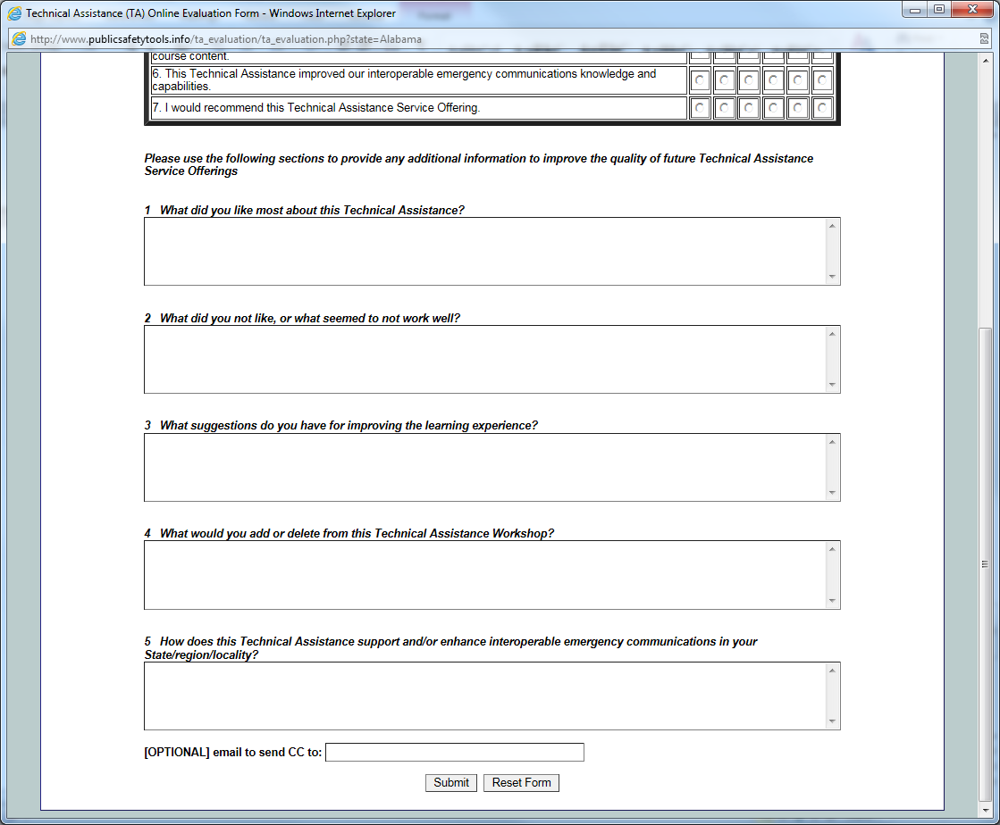 Technical Assistance (TA) Online Evaluation Form - Windows Internet Explorer
http://www.publicsafetytools.info/ta_evaluation/ta_evaluation.php?state=Alabama
course content.
6. This Technical Assistance improved our interoperable emergency communications knowledge and
capabilities.
7. I would recommend this Technical Assistance Service Offering.
Please use the following sections to provide any additional information to improve the quality of future Technical Assistance
Service Offerings
1 What did you like most about this Technical Assistance?
2 What did you not like, or what seemed to not work well?
3 What suggestions do you have for improving the learning experience?
4 What would you add or delete from this Technical Assistance Workshop?
5 How does this Technical Assistance support and/or enhance interoperable emergency communications in your
State/region/locality?
[OPTIONAL] email to send CC to:
Submit Reset Form